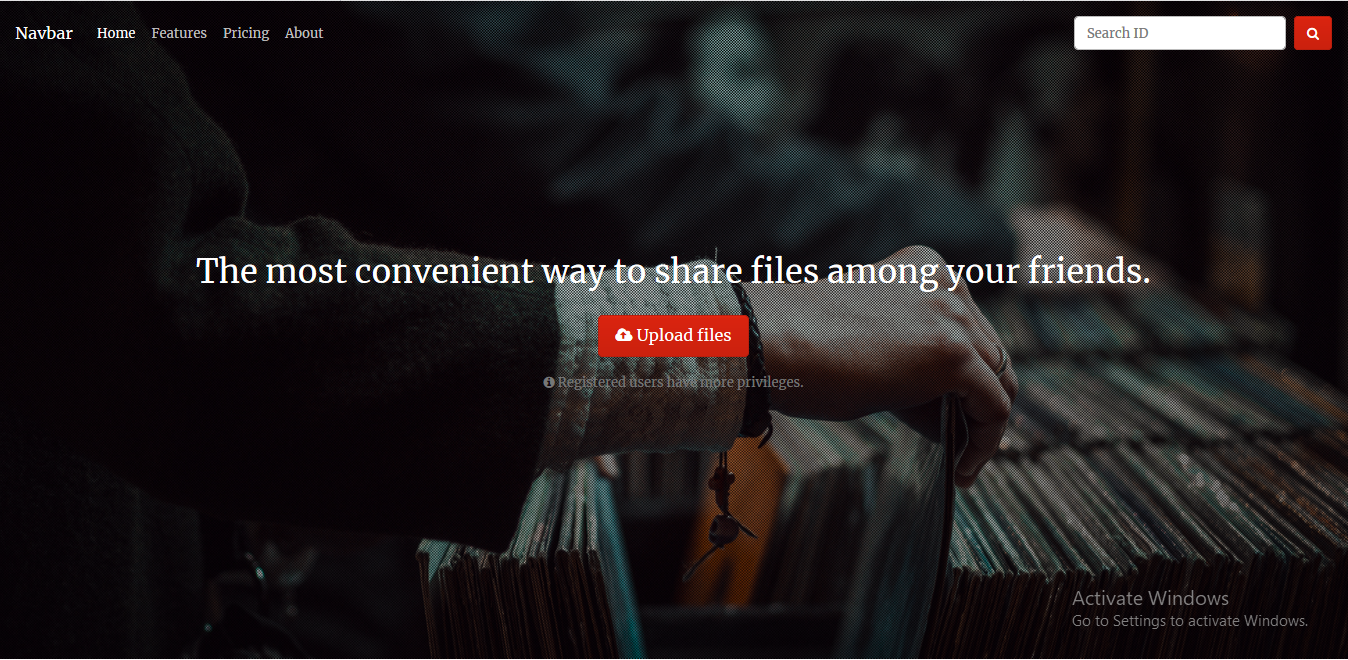 Navbar Home Features Pricing About Search ID
The most convenient way to share files among your friends.
Upload files
Registered users have more privileges.
Activate Windows
Go to Settings to activate Windows.